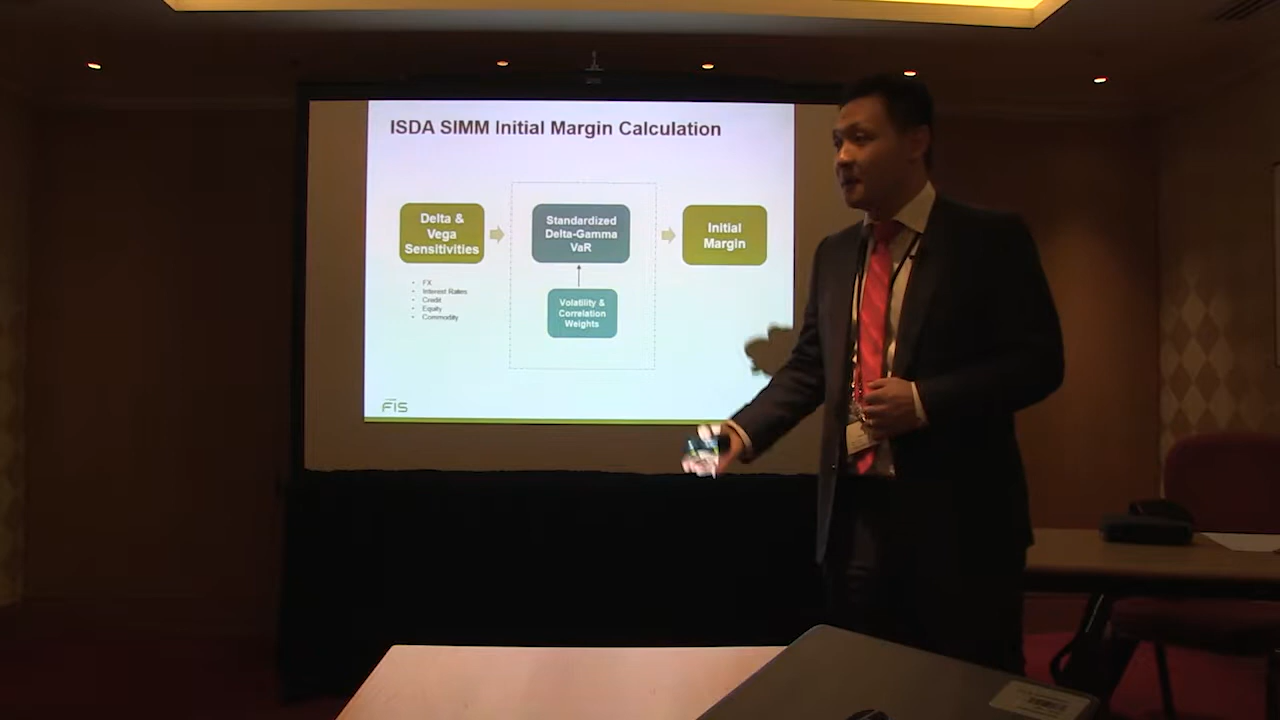 ISDA SIMM Initial Margin Calculation
Delta &
Vega
Sensitivities
Standardized
Delta-Gamma
VaR
Initial
Margin
Volatility &
Correlation
Weights
• FX
• Interest Rates
• Credit
• Equity
• Commodity
FIS